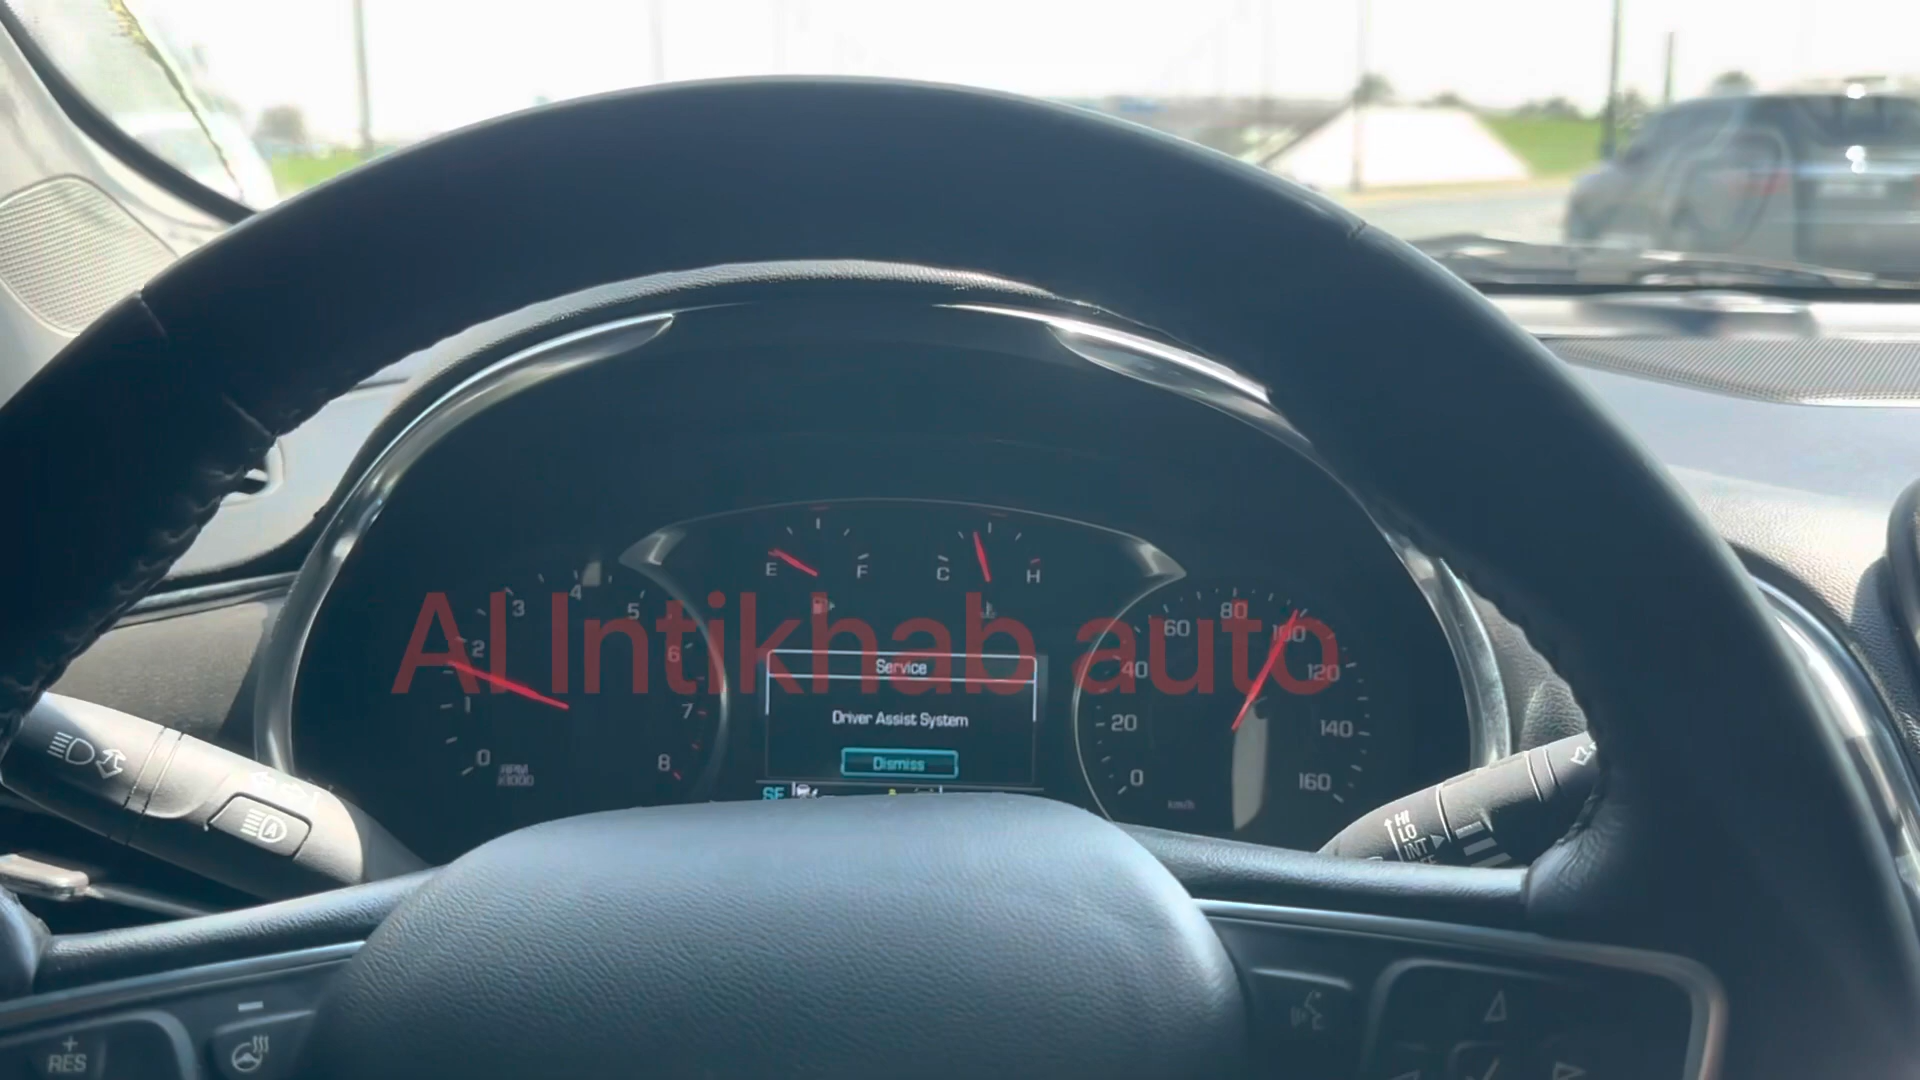 E
F
C
H
3
4
5
2
6
1
7
0
8
RPM
X1000
Al Intikhab auto
Service
Driver Assist System
Dismiss
SE
60
80
100
40
120
20
140
0
160
km/h
A
HI
LO
INT
+
RES